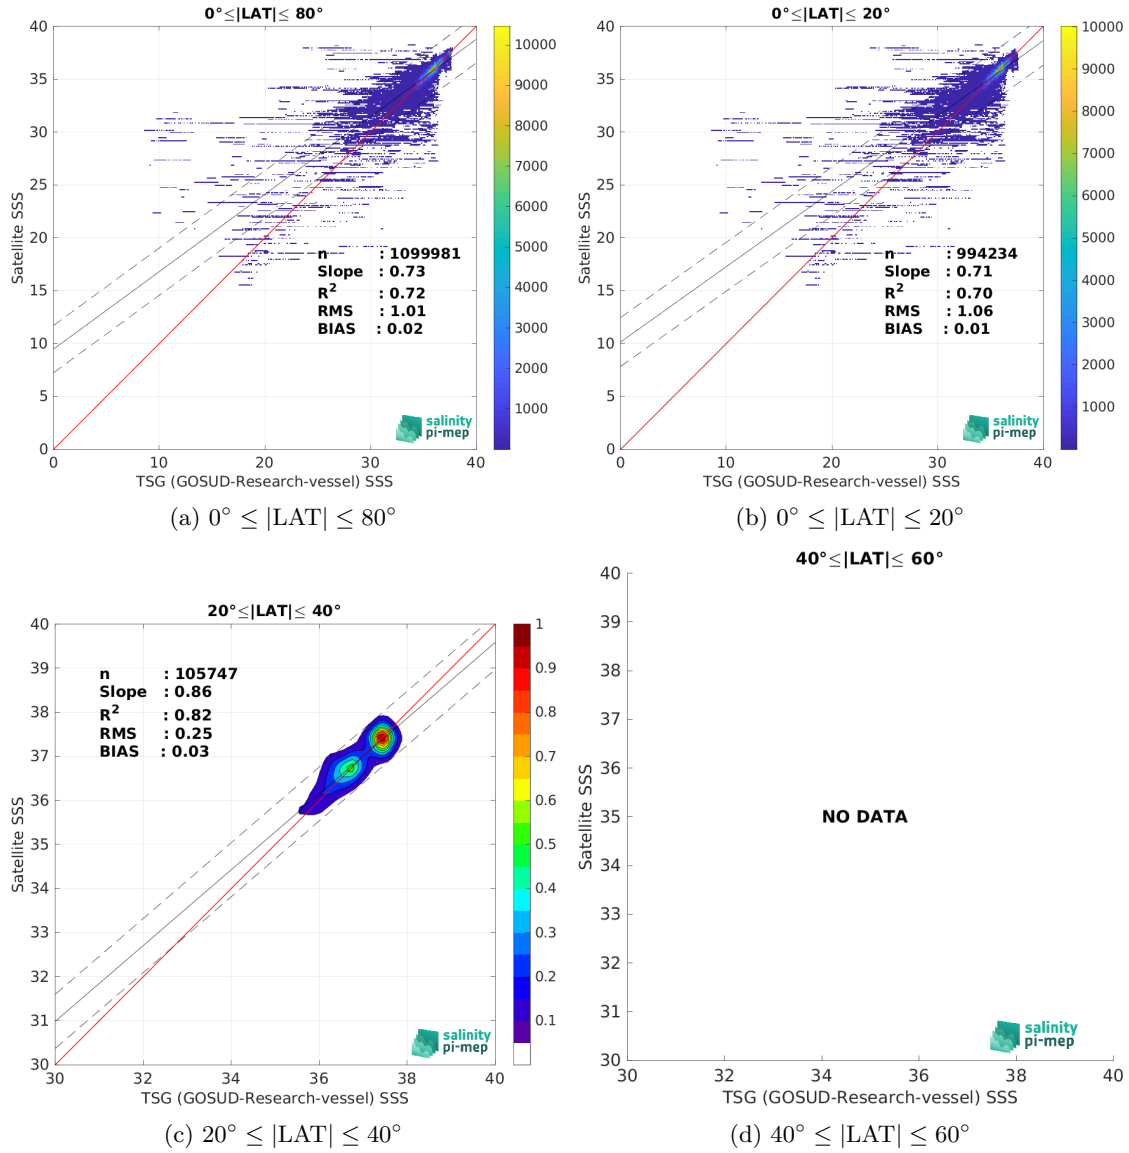 0°≤|LAT|≤ 80°
40
35
30
25
20
15
10
5
0
Satellite SSS
0
10
20
30
40
TSG (GOSUD-Research-vessel) SSS
n : 1099981
Slope : 0.73
R2 : 0.72
RMS : 1.01
BIAS : 0.02
salinity
pi-mep
10000
9000
8000
7000
6000
5000
4000
3000
2000
1000
(a) 0° ≤ |LAT| ≤ 80°
0°≤|LAT|≤ 20°
40
35
30
25
20
15
10
5
0
Satellite SSS
0
10
20
30
40
TSG (GOSUD-Research-vessel) SSS
n : 994234
Slope : 0.71
R2 : 0.70
RMS : 1.06
BIAS : 0.01
salinity
pi-mep
10000
9000
8000
7000
6000
5000
4000
3000
2000
1000
(b) 0° ≤ |LAT| ≤ 20°
20°≤|LAT|≤ 40°
40
39
38
37
36
35
34
33
32
31
30
Satellite SSS
30
32
34
36
38
40
TSG (GOSUD-Research-vessel) SSS
n : 105747
Slope : 0.86
R2 : 0.82
RMS : 0.25
BIAS : 0.03
salinity
pi-mep
1
0.9
0.8
0.7
0.6
0.5
0.4
0.3
0.2
0.1
(c) 20° ≤ |LAT| ≤ 40°
40°≤|LAT|≤ 60°
40
39
38
37
36
35
34
33
32
31
30
Satellite SSS
NO DATA
30
32
34
36
38
40
TSG (GOSUD-Research-vessel) SSS
salinity
pi-mep
(d) 40° ≤ |LAT| ≤ 60°